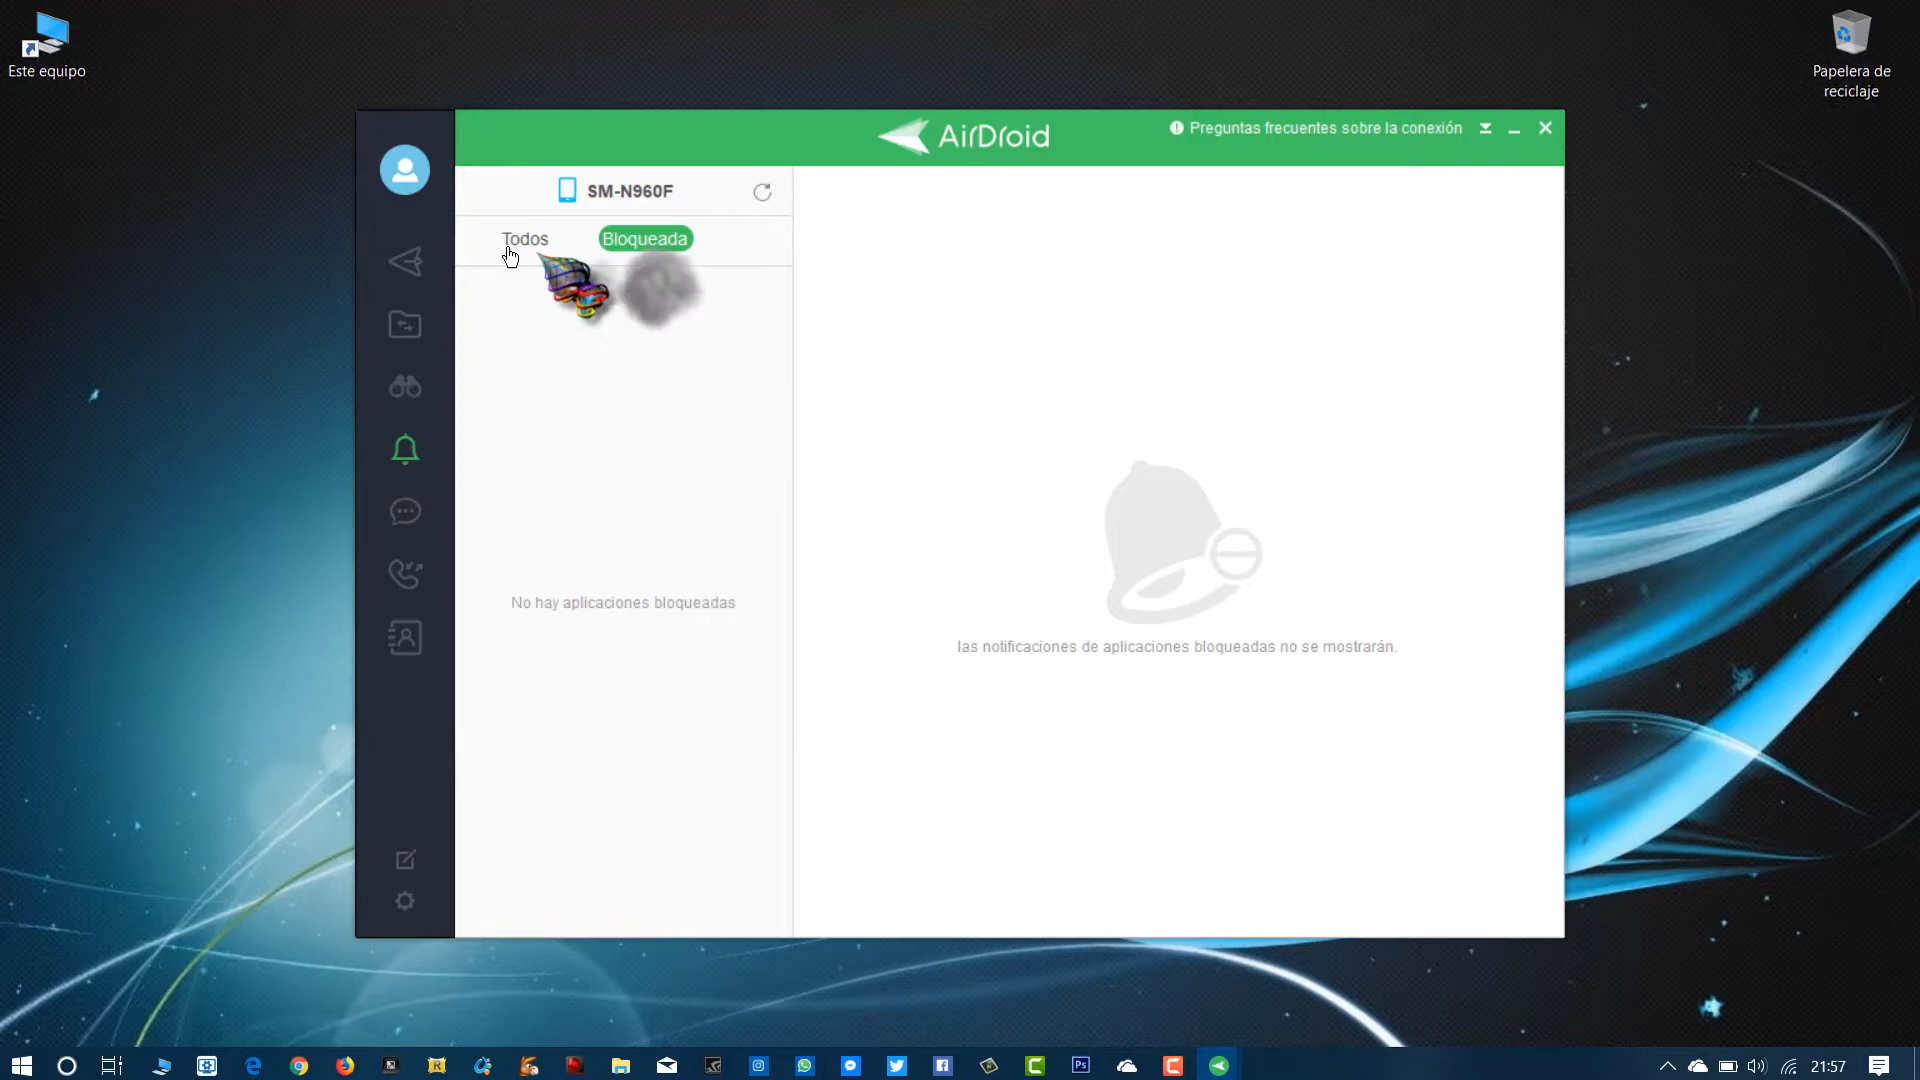 Este equipo
Papelera de
reciclaje
AirDroid
Preguntas frecuentes sobre la conexión
SM-N960F
Todos
Bloqueada
No hay aplicaciones bloqueadas
las notificaciones de aplicaciones bloqueadas no se mostrarán.
21:57